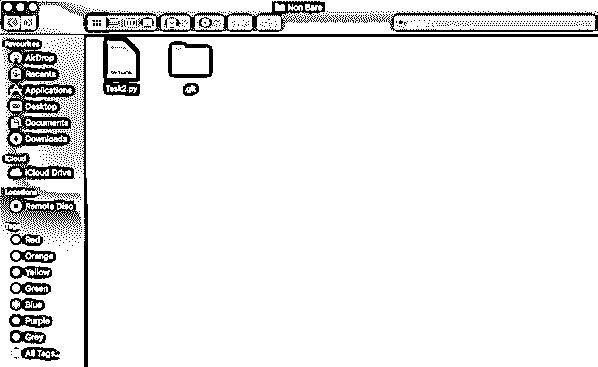 Non Bare
Task2.py
.git
Favourites
AirDrop
Recents
Applications
Desktop
Documents
Downloads
iCloud
iCloud Drive
Locations
Remote Disc
Tags
Red
Orange
Yellow
Green
Blue
Purple
Grey
All Tags...